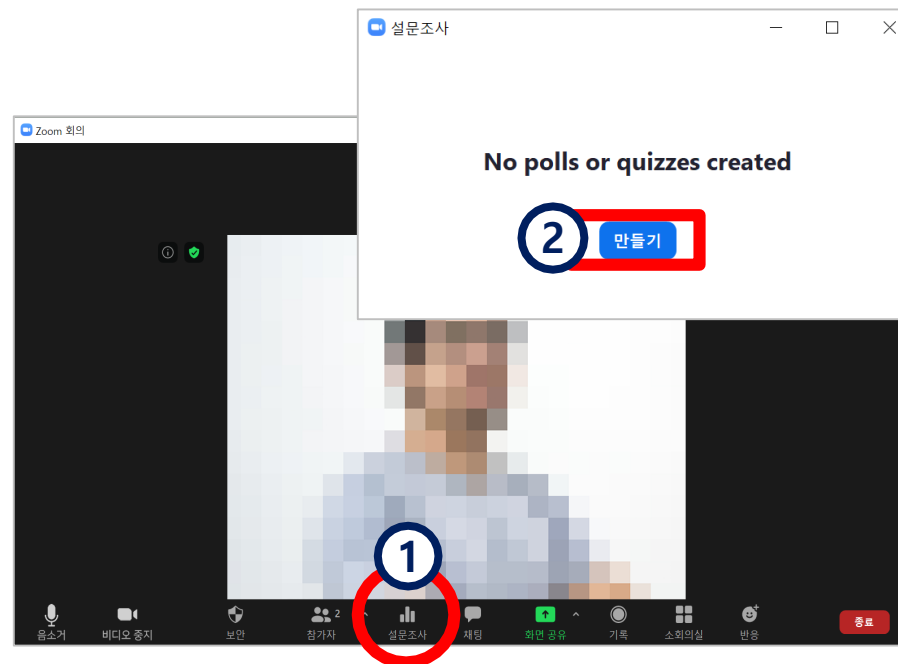 설문조사
Zoom 회의
No polls or quizzes created
2
만들기
1
음소거
비디오 중지
보안
참가자
2
설문조사
채팅
화면 공유
기록
소회의실
반응
종료